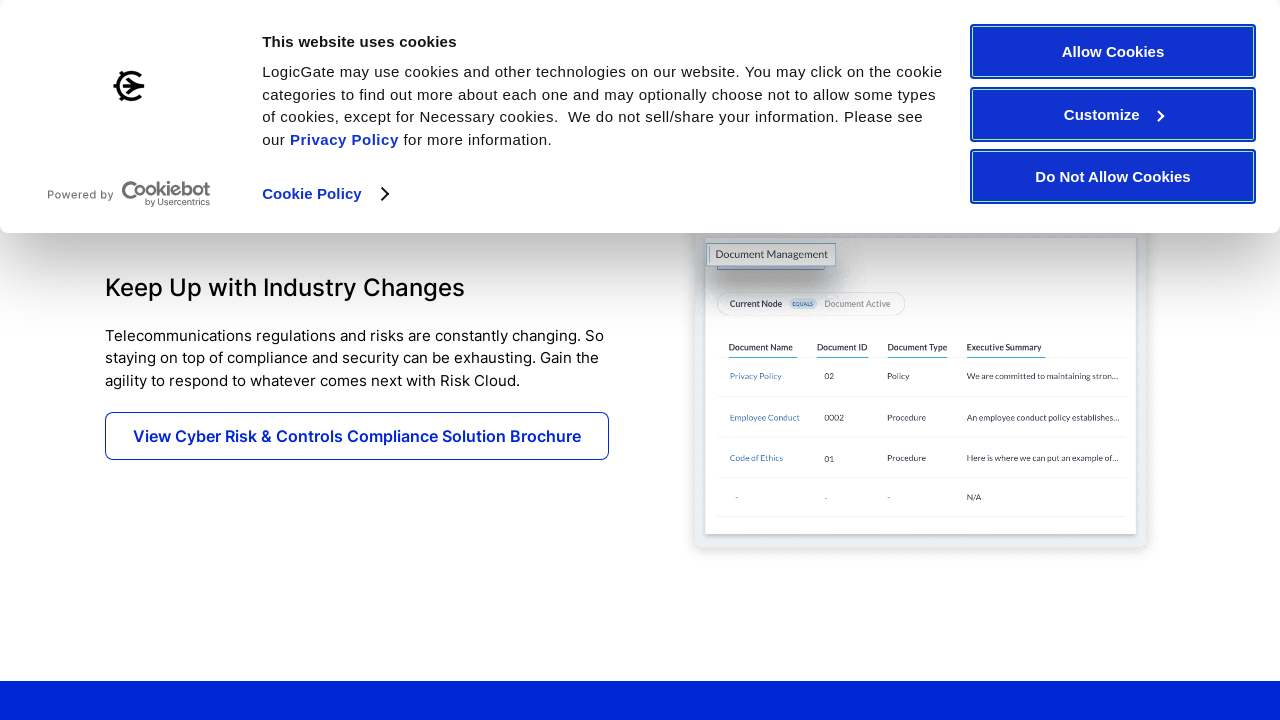 This website uses cookies
LogicGate may use cookies and other technologies on our website. You may click on the cookie
categories to find out more about each one and may optionally choose not to allow some types
of cookies, except for Necessary cookies.  We do not sell/share your information. Please see
our Privacy Policy for more information.
Cookie Policy
Powered by Cookiebot
by Usercentrics
Allow Cookies
Customize
Do Not Allow Cookies
Keep Up with Industry Changes
Telecommunications regulations and risks are constantly changing. So
staying on top of compliance and security can be exhausting. Gain the
agility to respond to whatever comes next with Risk Cloud.
View Cyber Risk & Controls Compliance Solution Brochure
Document Management
Current Node EQUALS Document Active
Document Name Document ID Document Type Executive Summary
Privacy Policy 02 Policy We are committed to maintaining stron...
Employee Conduct 0002 Procedure An employee conduct policy establishes...
Code of Ethics 01 Procedure Here is where we can put an example of...
- - - N/A